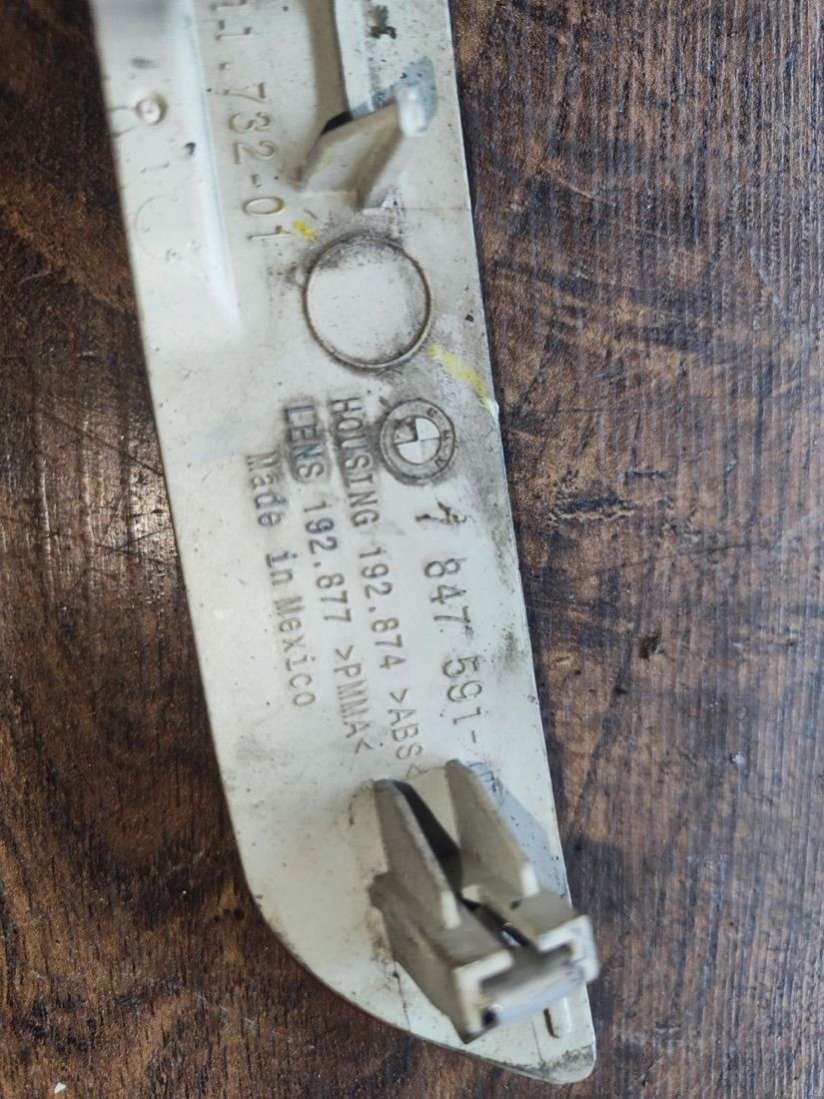 11.732-01
7 847 591-
HOUSING 192.874 >ABS<
LENS 192.877 >PMMA<
Made in Mexico